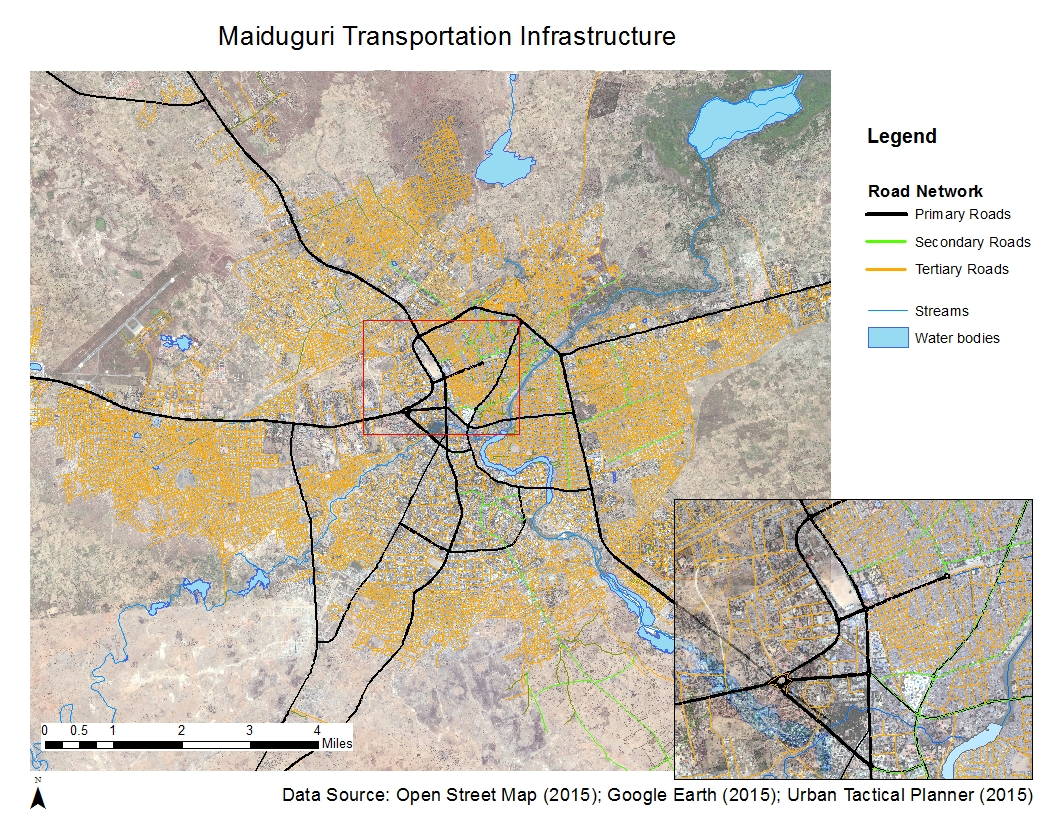 Maiduguri Transportation Infrastructure
Legend
Road Network
Primary Roads
Secondary Roads
Tertiary Roads
Streams
Water bodies
0 0.5 1 2 3 4
Miles
N
Data Source: Open Street Map (2015); Google Earth (2015); Urban Tactical Planner (2015)